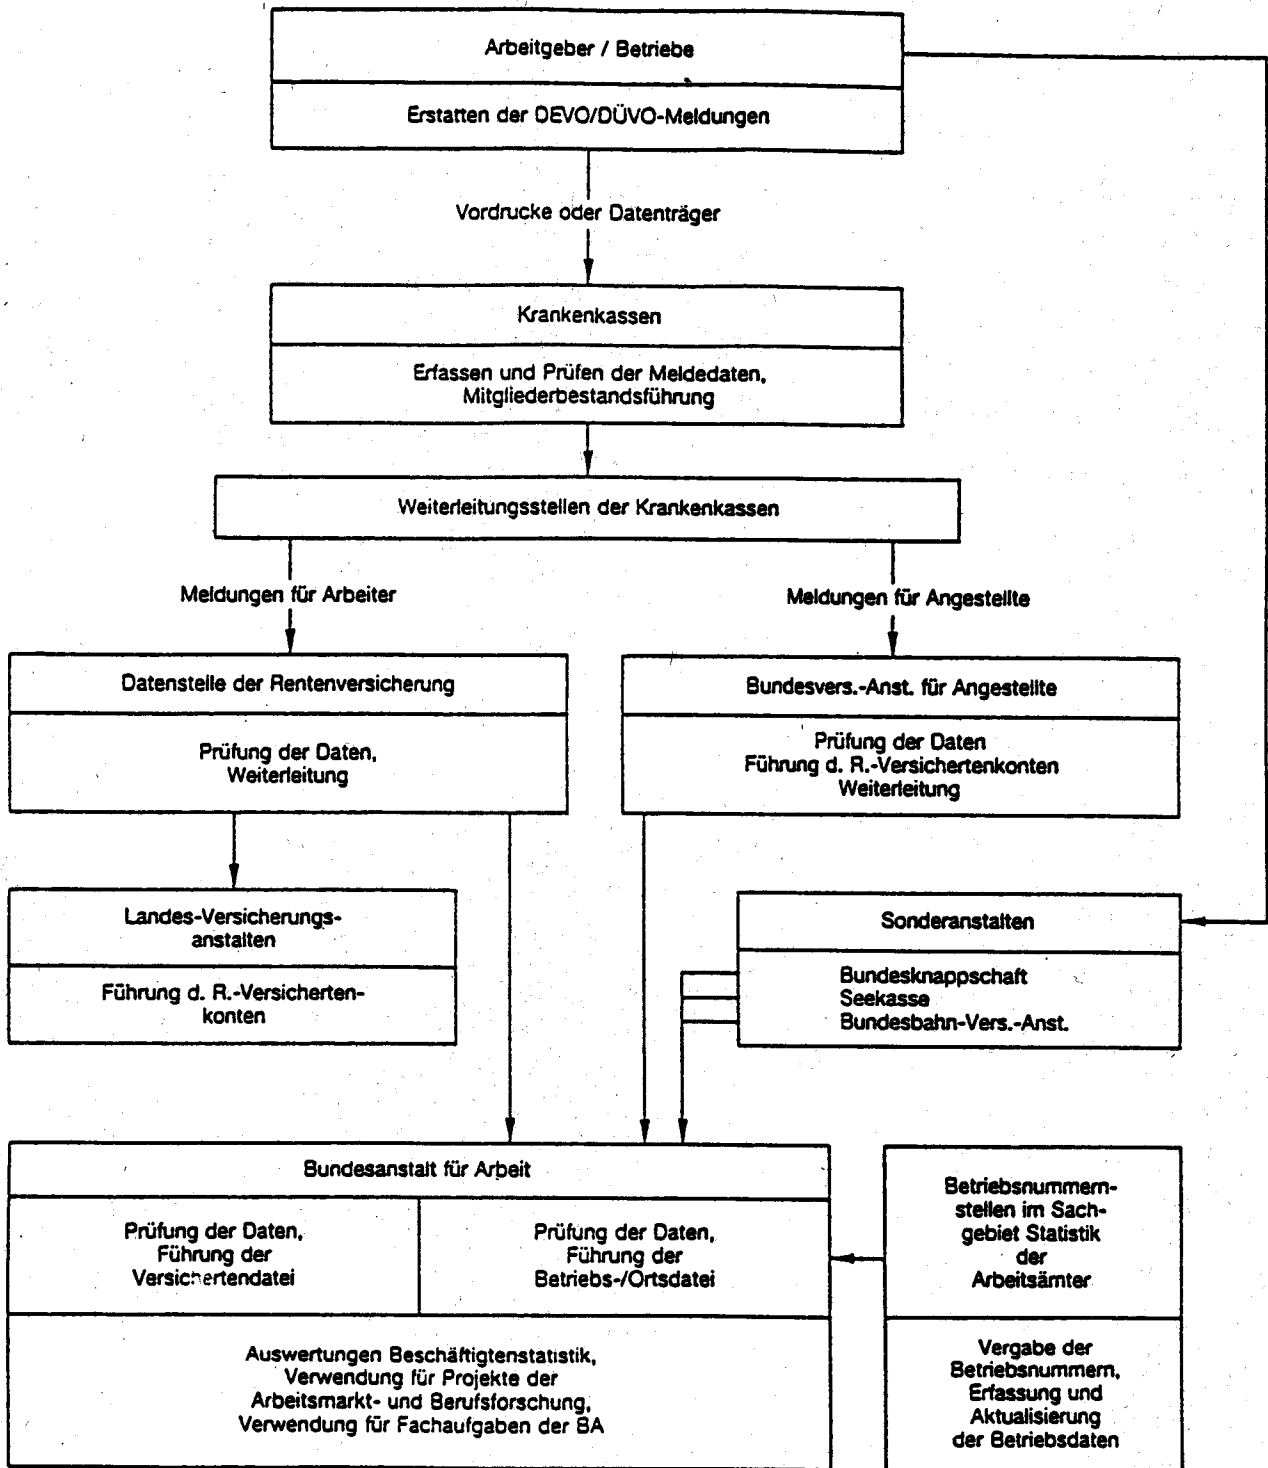 Arbeitgeber / Betriebe
Erstatten der DEVO/DÜVO-Meldungen
Vordrucke oder Datenträger
Krankenkassen
Erfassen und Prüfen der Meldedaten,
Mitgliederbestandsführung
Weiterleitungsstellen der Krankenkassen
Meldungen für Arbeiter
Meldungen für Angestellte
Datenstelle der Rentenversicherung
Prüfung der Daten,
Weiterleitung
Bundesvers.-Anst. für Angestellte
Prüfung der Daten
Führung d. R.-Versichertenkonten
Weiterleitung
Landes-Versicherungs-
anstalten
Führung d. R.-Versicherten-
konten
Sonderanstalten
Bundesknappschaft
Seekasse
Bundesbahn-Vers.-Anst.
Bundesanstalt für Arbeit
Prüfung der Daten,
Führung der
Versichertendatei
Prüfung der Daten,
Führung der
Betriebs-/Ortsdatei
Auswertungen Beschäftigtenstatistik,
Verwendung für Projekte der
Arbeitsmarkt- und Berufsforschung,
Verwendung für Fachaufgaben der BA
Betriebsnummern-
stellen im Sach-
gebiet Statistik
der
Arbeitsämter
Vergabe der
Betriebsnummern,
Erfassung und
Aktualisierung
der Betriebsdaten